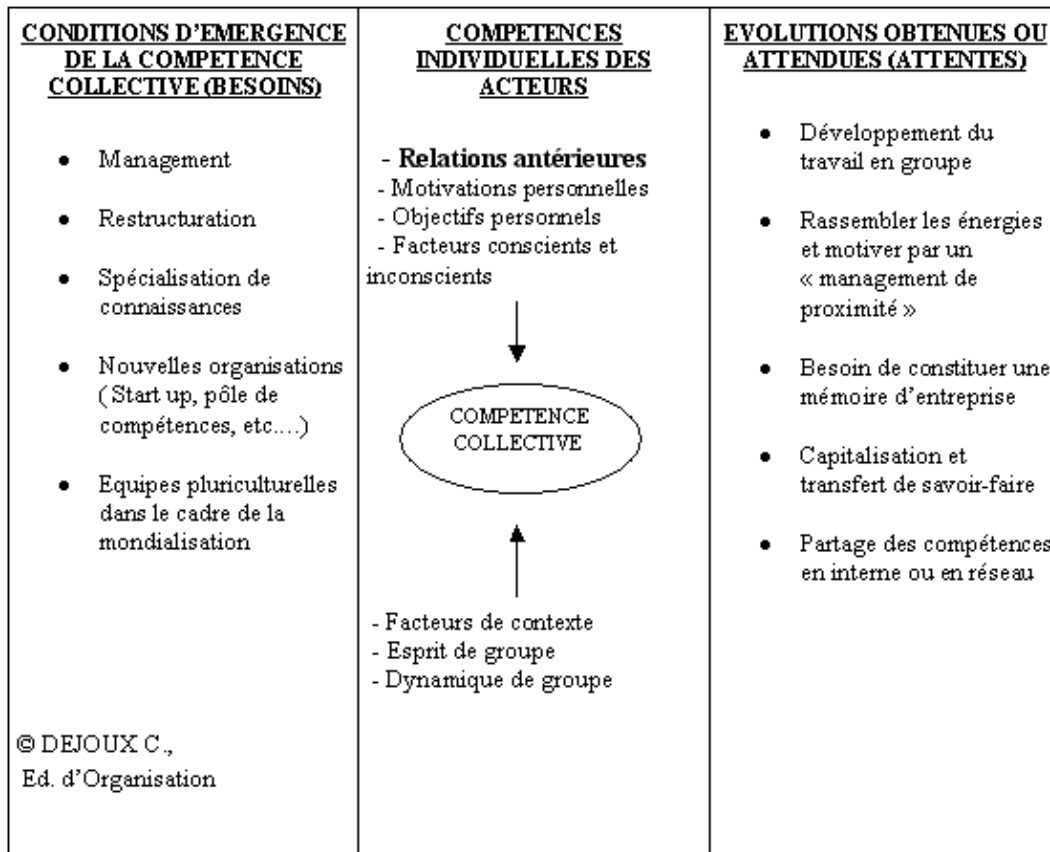 CONDITIONS D'EMERGENCE
DE LA COMPETENCE
COLLECTIVE (BESOINS)
● Management
● Restructuration
● Spécialisation de
connaissances
● Nouvelles organisations
( Start up, pôle de
compétences, etc.…)
● Equipes pluriculturelles
dans le cadre de la
mondialisation
© DEJOUX C.,
Ed. d'Organisation
COMPETENCES
INDIVIDUELLES DES
ACTEURS
- Relations antérieures
- Motivations personnelles
- Objectifs personnels
- Facteurs conscients et
inconscients
COMPETENCE
COLLECTIVE
- Facteurs de contexte
- Esprit de groupe
- Dynamique de groupe
EVOLUTIONS OBTENUES OU
ATTENDUES (ATTENTES)
● Développement du
travail en groupe
● Rassembler les énergies
et motiver par un
« management de
proximité »
● Besoin de constituer une
mémoire d'entreprise
● Capitalisation et
transfert de savoir-faire
● Partage des compétences
en interne ou en réseau